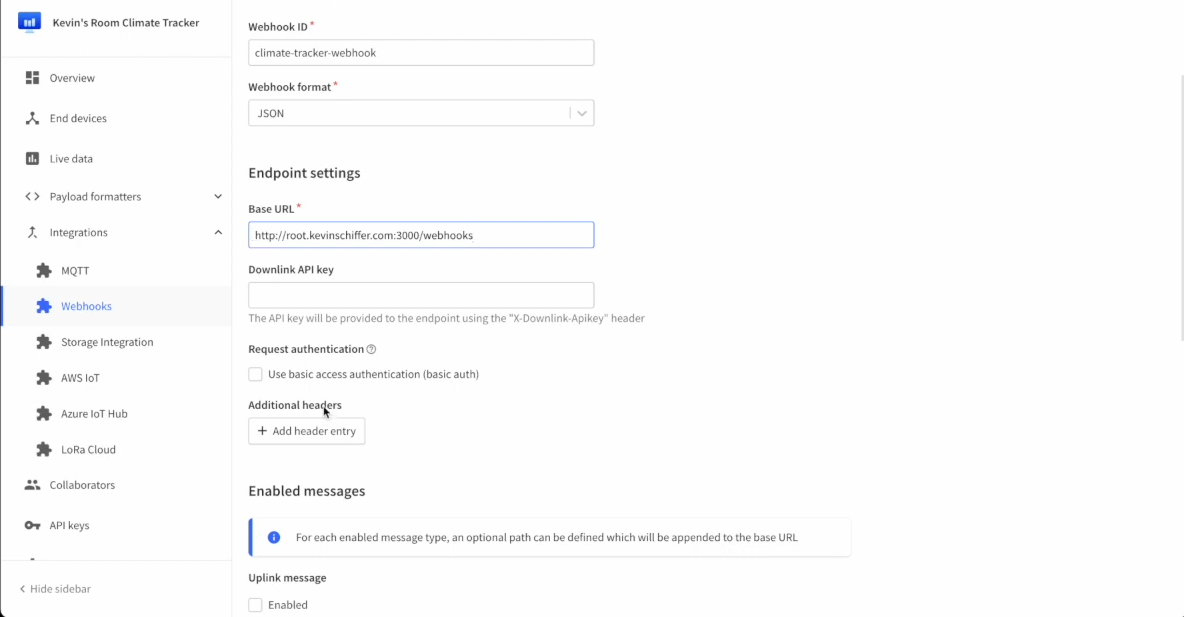 Kevin's Room Climate Tracker
Overview
End devices
Live data
Payload formatters
Integrations
MQTT
Webhooks
Storage Integration
AWS IoT
Azure IoT Hub
LoRa Cloud
Collaborators
API keys
Hide sidebar
Webhook ID*
climate-tracker-webhook
Webhook format*
JSON
Endpoint settings
Base URL*
http://root.kevinschiffer.com:3000/webhooks
Downlink API key
The API key will be provided to the endpoint using the "X-Downlink-Apikey" header
Request authentication
Use basic access authentication (basic auth)
Additional headers
+ Add header entry
Enabled messages
For each enabled message type, an optional path can be defined which will be appended to the base URL
Uplink message
Enabled